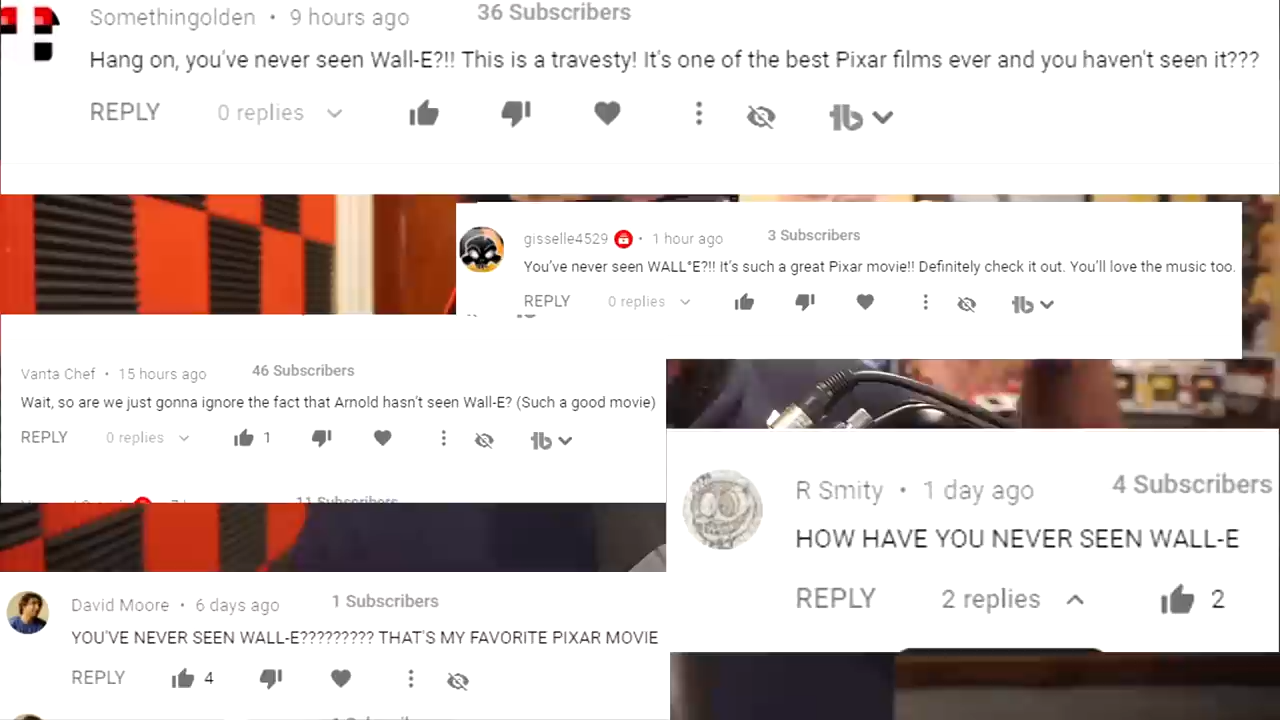 Somethingolden • 9 hours ago 36 Subscribers
Hang on, you've never seen Wall-E?!! This is a travesty! It's one of the best Pixar films ever and you haven't seen it???
REPLY 0 replies
gisselle4529 • 1 hour ago 3 Subscribers
You've never seen WALL°E?!! It's such a great Pixar movie!! Definitely check it out. You'll love the music too.
REPLY 0 replies
Vanta Chef • 15 hours ago 46 Subscribers
Wait, so are we just gonna ignore the fact that Arnold hasn't seen Wall-E? (Such a good movie)
REPLY 0 replies 1
11 Subscribers
R Smity • 1 day ago 4 Subscribers
HOW HAVE YOU NEVER SEEN WALL-E
REPLY 2 replies 2
David Moore • 6 days ago 1 Subscribers
YOU'VE NEVER SEEN WALL-E????????? THAT'S MY FAVORITE PIXAR MOVIE
REPLY 4